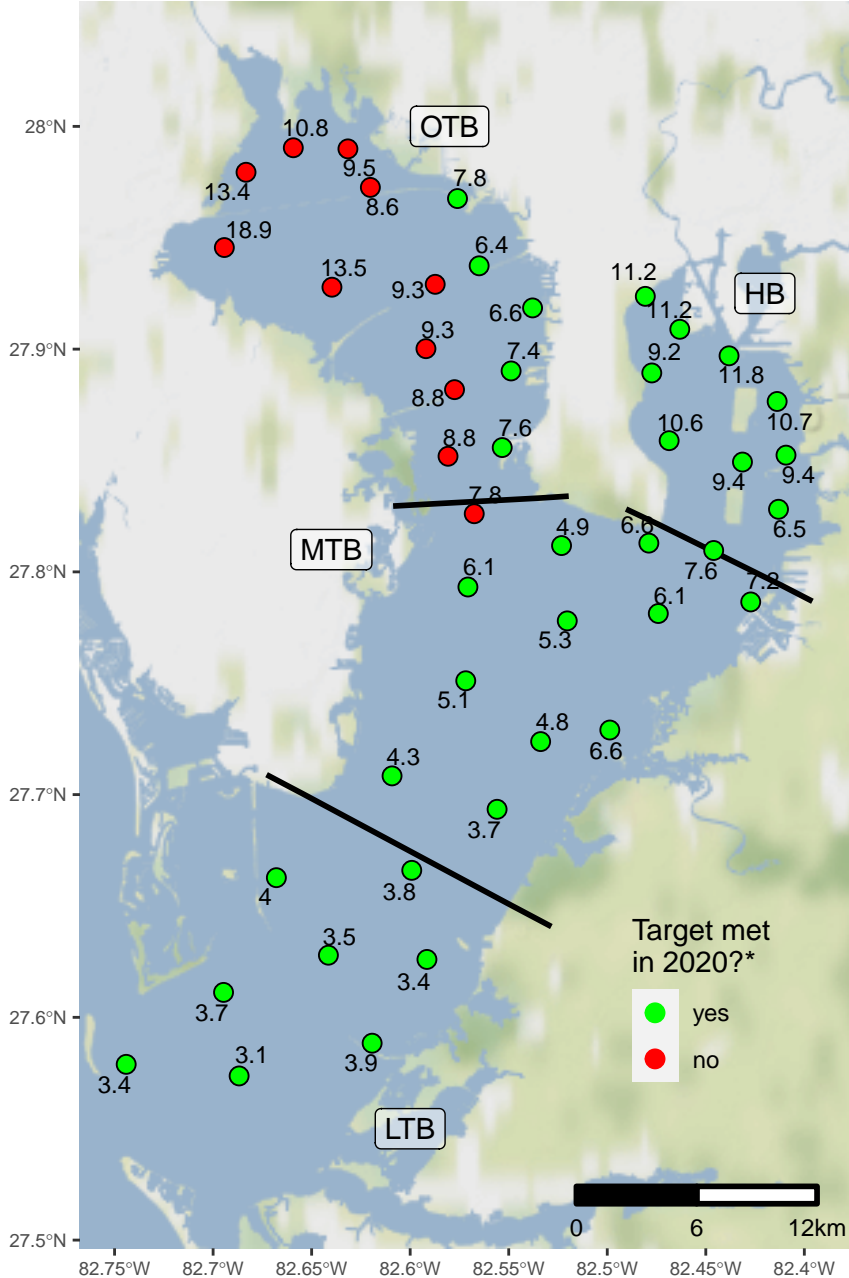 28°N
27.9°N
27.8°N
27.7°N
27.6°N
27.5°N
OTB
10.8
9.5
13.4
8.6
7.8
18.9
6.4
13.5
9.3
6.6
HB
11.2
11.2
9.3
7.4
9.2
11.8
8.8
10.7
8.8
7.6
10.6
9.4
9.4
7.8
6.5
MTB
4.9
6.6
7.6
7.2
6.1
6.1
5.3
5.1
4.8
6.6
4.3
3.7
4
3.8
3.5
3.4
3.7
3.9
3.4
3.1
LTB
Target met
in 2020?*
yes
no
0 6 12km
82.75°W 82.7°W 82.65°W 82.6°W 82.55°W 82.5°W 82.45°W 82.4°W